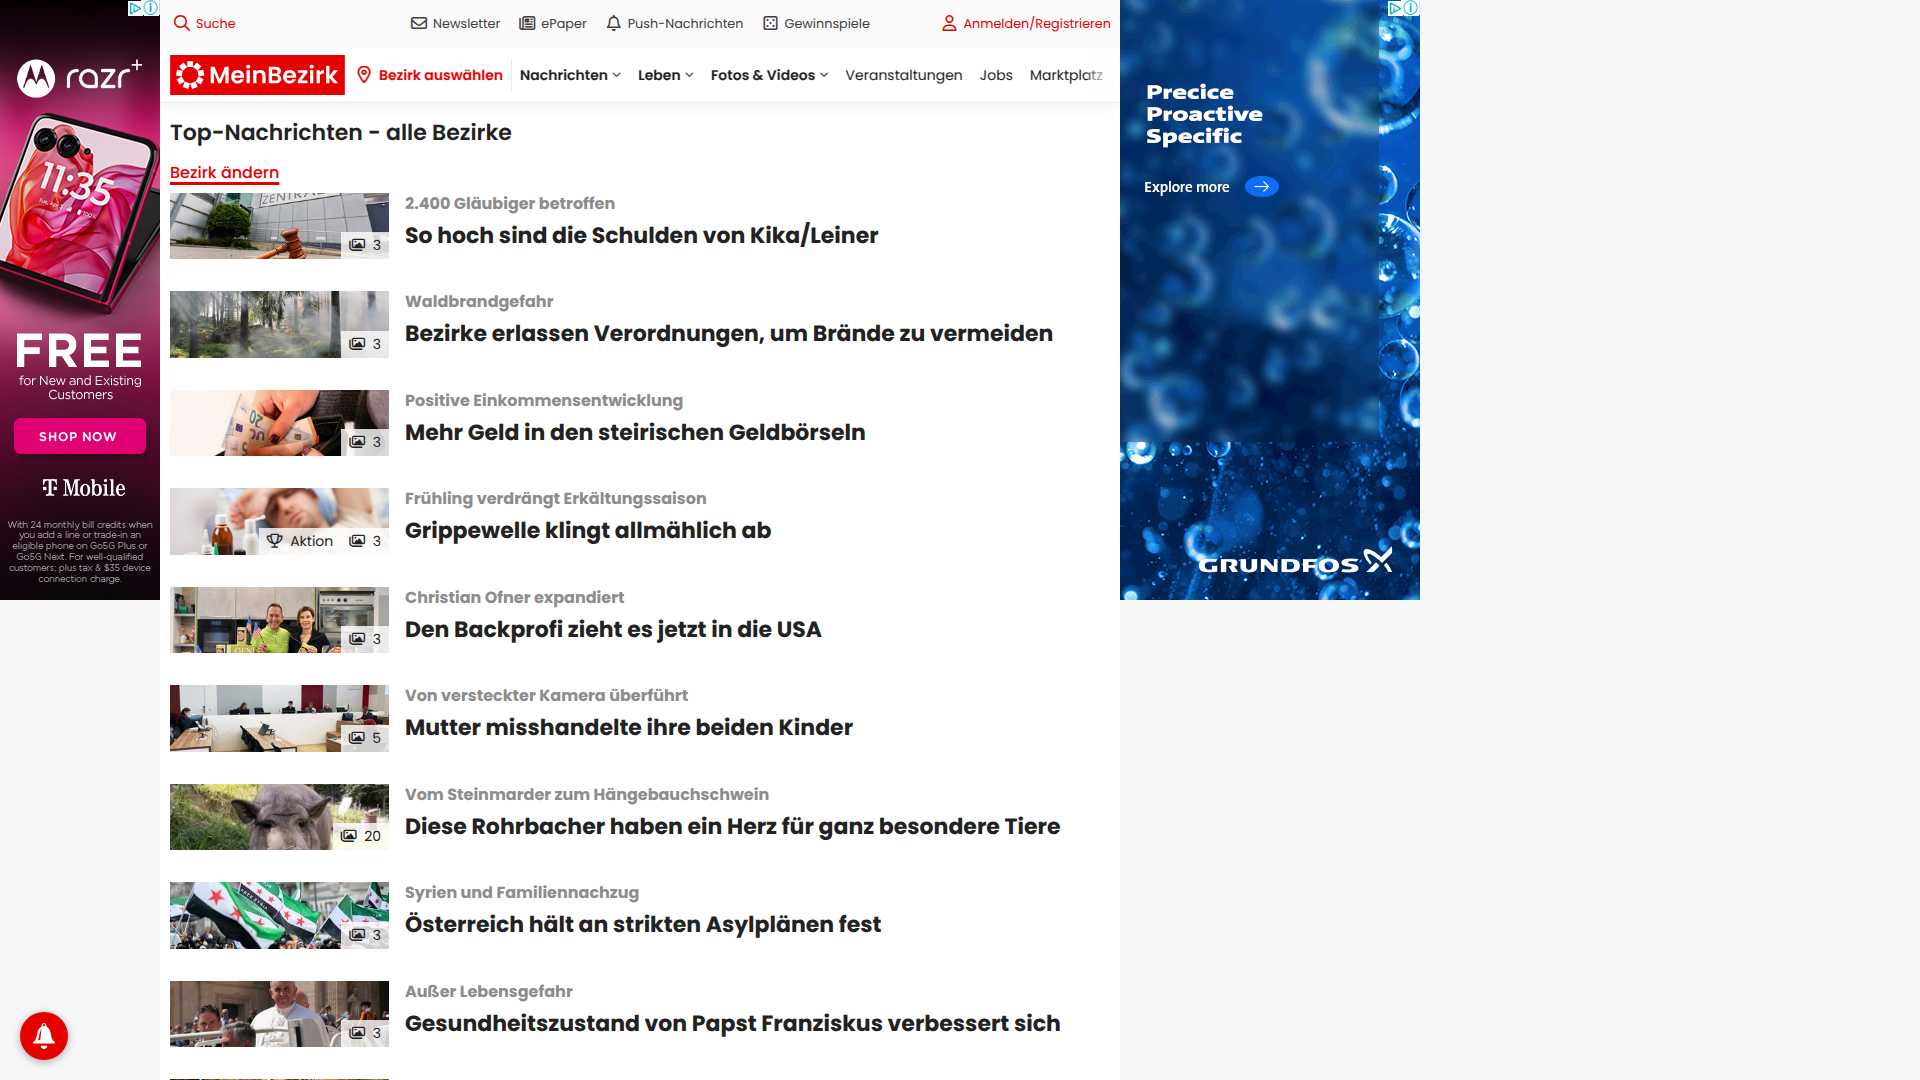 Suche
Newsletter
ePaper
Push-Nachrichten
Gewinnspiele
Anmelden/Registrieren
MeinBezirk
Bezirk auswählen
Nachrichten
Leben
Fotos & Videos
Veranstaltungen
Jobs
Marktplatz
Top-Nachrichten - alle Bezirke
Bezirk ändern
ZENTRA
3
2.400 Gläubiger betroffen
So hoch sind die Schulden von Kika/Leiner
3
Waldbrandgefahr
Bezirke erlassen Verordnungen, um Brände zu vermeiden
3
Positive Einkommensentwicklung
Mehr Geld in den steirischen Geldbörseln
Aktion
3
Frühling verdrängt Erkältungssaison
Grippewelle klingt allmählich ab
3
Christian Ofner expandiert
Den Backprofi zieht es jetzt in die USA
5
Von versteckter Kamera überführt
Mutter misshandelte ihre beiden Kinder
20
Vom Steinmarder zum Hängebauchschwein
Diese Rohrbacher haben ein Herz für ganz besondere Tiere
3
Syrien und Familiennachzug
Österreich hält an strikten Asylplänen fest
3
Außer Lebensgefahr
Gesundheitszustand von Papst Franziskus verbessert sich
razr+
11:35
FREE
for New and Existing
Customers
SHOP NOW
T Mobile
With 24 monthly bill credits when
you add a line or trade-in an
eligible phone on Go5G Plus or
Go5G Next. For well-qualified
customers; plus tax & $35 device
connection charge.
Precice
Proactive
Specific
Explore more
GRUNDFOS